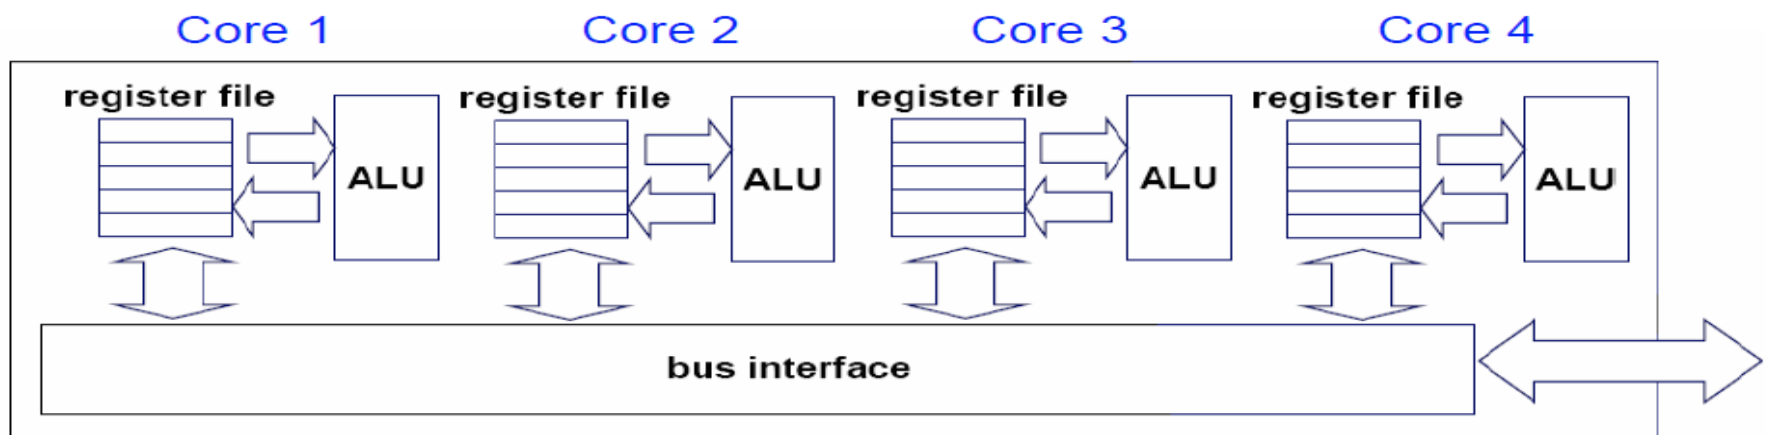 Core 1 Core 2 Core 3 Core 4
register file register file register file register file
ALU ALU ALU ALU
bus interface